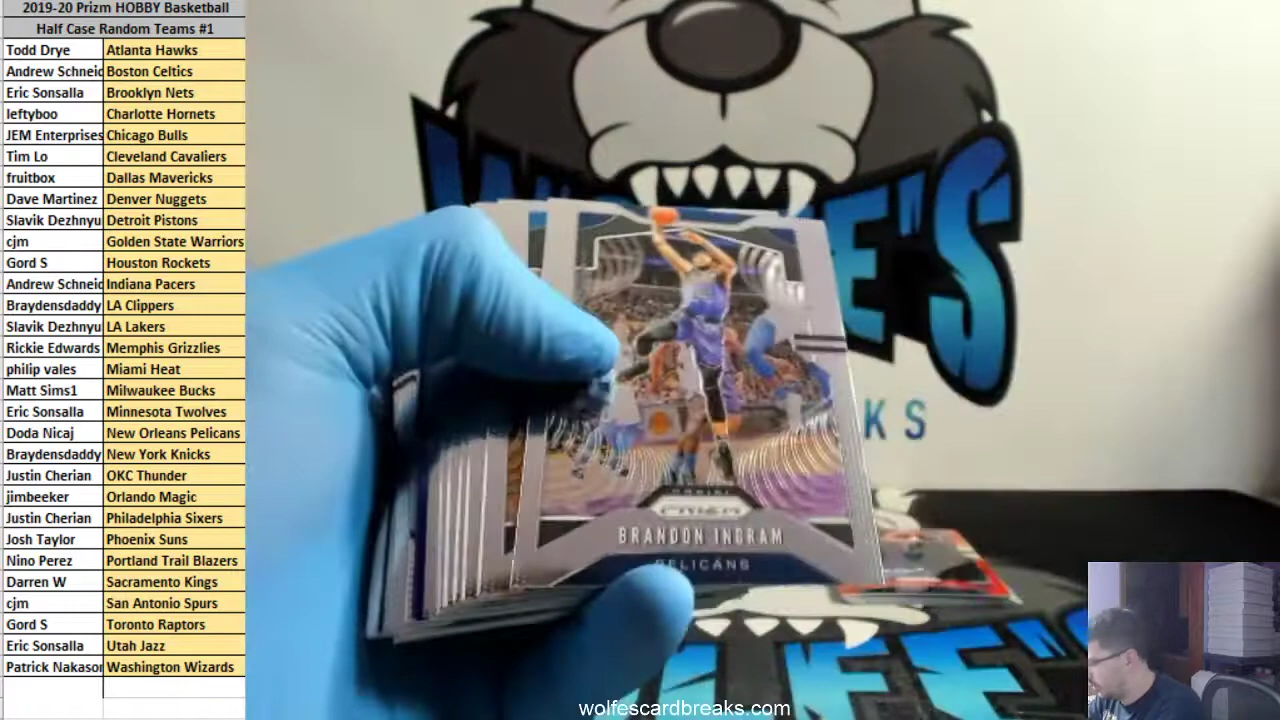 2019-20 Prizm HOBBY Basketball
Half Case Random Teams #1
Todd Drye Atlanta Hawks
Andrew Schneid Boston Celtics
Eric Sonsalla Brooklyn Nets
leftyboo Charlotte Hornets
JEM Enterprises Chicago Bulls
Tim Lo Cleveland Cavaliers
fruitbox Dallas Mavericks
Dave Martinez Denver Nuggets
Slavik Dezhnyu Detroit Pistons
cjm Golden State Warriors
Gord S Houston Rockets
Andrew Schneid Indiana Pacers
Braydensdaddy LA Clippers
Slavik Dezhnyu LA Lakers
Rickie Edwards Memphis Grizzlies
philip vales Miami Heat
Matt Sims1 Milwaukee Bucks
Eric Sonsalla Minnesota Twolves
Doda Nicaj New Orleans Pelicans
Braydensdaddy New York Knicks
Justin Cherian OKC Thunder
jimbeeker Orlando Magic
Justin Cherian Philadelphia Sixers
Josh Taylor Phoenix Suns
Nino Perez Portland Trail Blazers
Darren W Sacramento Kings
cjm San Antonio Spurs
Gord S Toronto Raptors
Eric Sonsalla Utah Jazz
Patrick Nakason Washington Wizards
E'S
KS
PANINI
PRIZM
BRANDON INGRAM
PELICANS
wolfescardbreaks.com